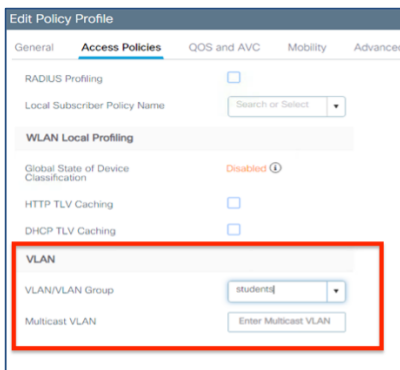 Edit Policy Profile
General Access Policies QOS and AVC Mobility Advanced
RADIUS Profiling
Local Subscriber Policy Name Search or Select
WLAN Local Profiling
Global State of Device Classification Disabled
HTTP TLV Caching
DHCP TLV Caching
VLAN
VLAN/VLAN Group students
Multicast VLAN Enter Multicast VLAN